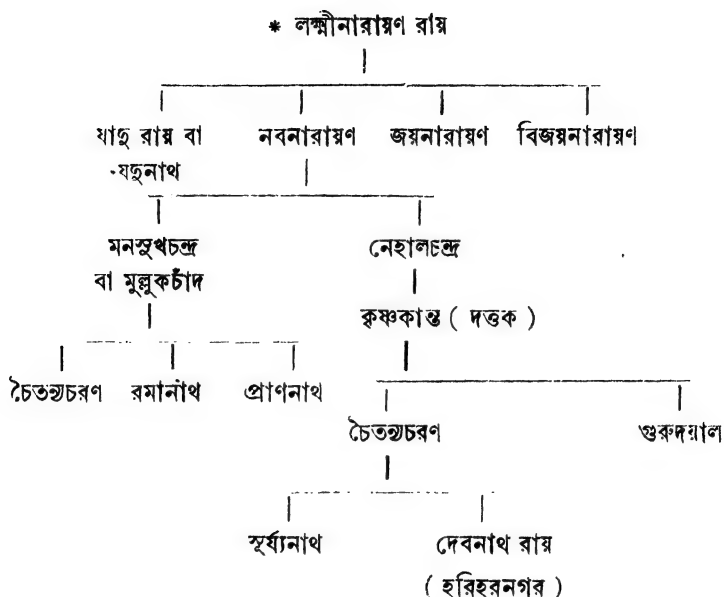 * লক্ষ্মীনারায়ণ রায়
যাদু রায় বা নবনারায়ণ জয়নারায়ণ বিজয়নারায়ণ
যদুনাথ
মনসুখচন্দ্র নেহালচন্দ্র
বা মুল্লুকচাঁদ
কৃষ্ণকান্ত ( দত্তক )
চৈতন্যচরণ রমানাথ প্রাণনাথ
চৈতন্যচরণ গুরুদয়াল
সূর্য্যনাথ দেবনাথ রায়
( হরিহরনগর )